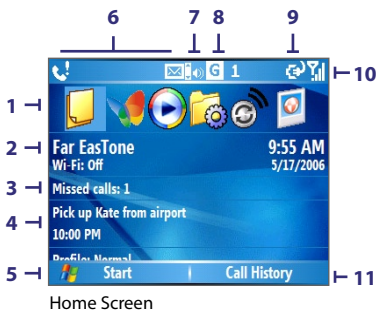 6 7 8 9
G 1
10
1
2 Far EasTone 9:55 AM
Wi-Fi: Off 5/17/2006
3 Missed calls: 1
4 Pick up Kate from airport
10:00 PM
Profile: Normal
5 Start Call History 11
Home Screen